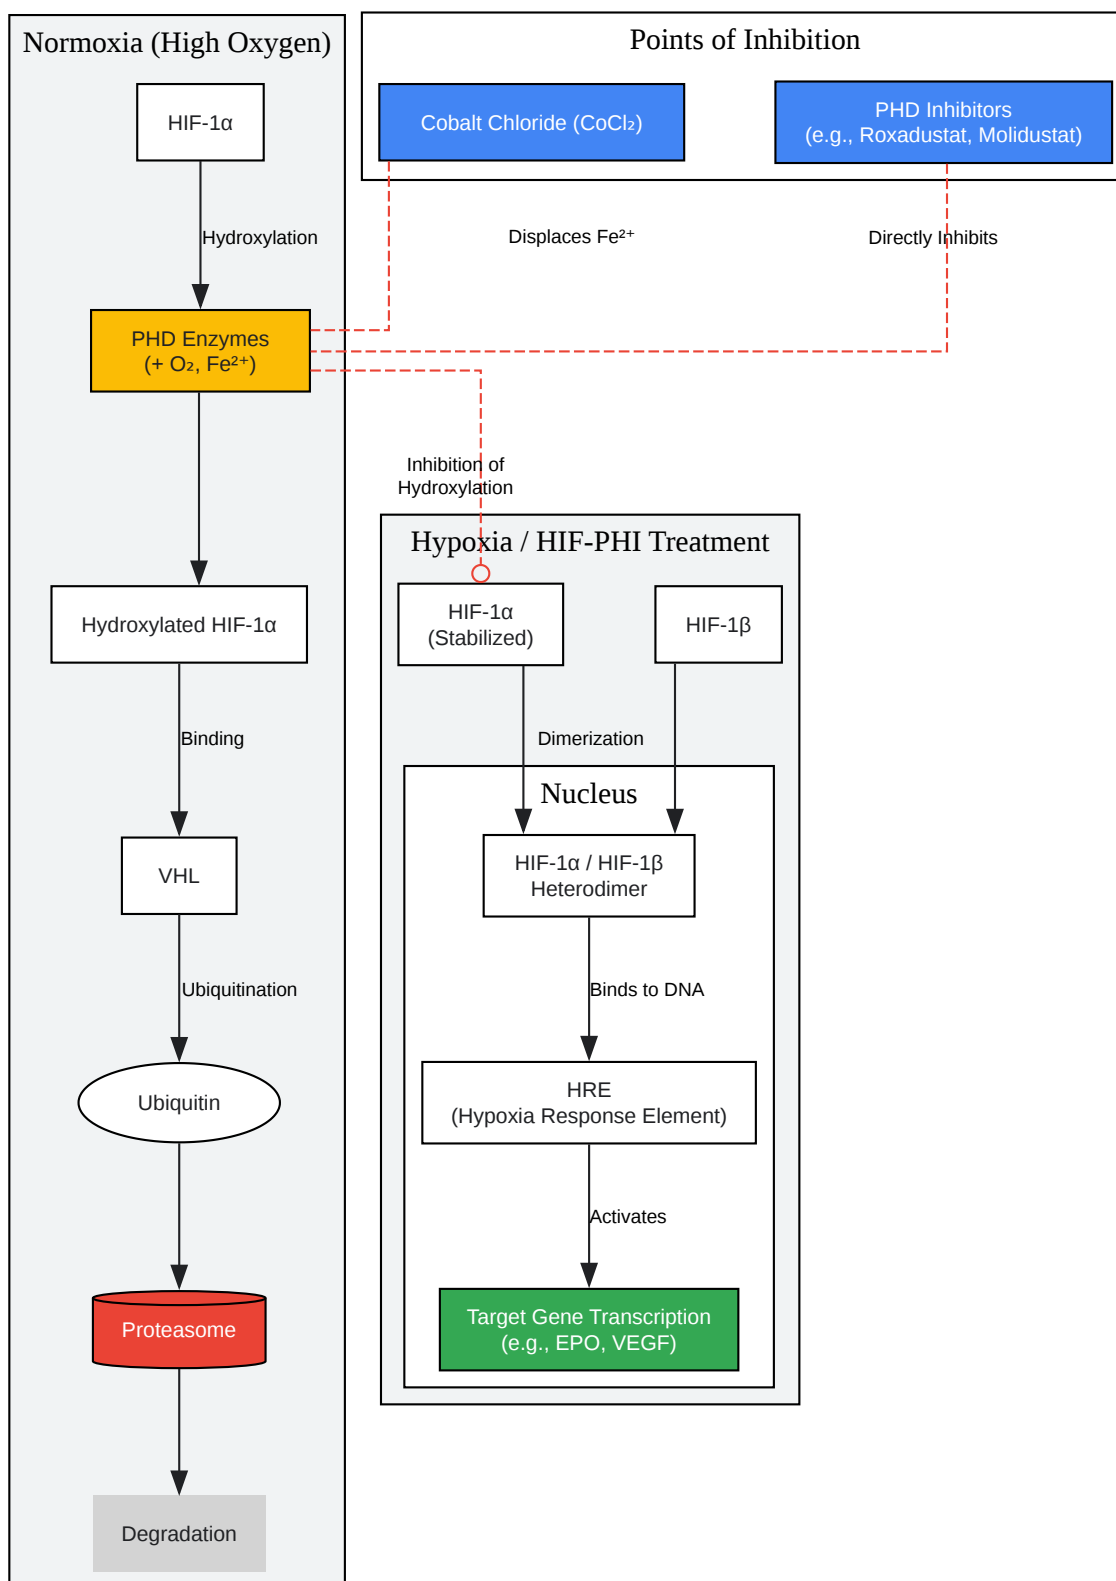 Normoxia (High Oxygen)
HIF-1α
Hydroxylation
PHD Enzymes
(+ O₂, Fe²⁺)
Hydroxylated HIF-1α
Binding
VHL
Ubiquitination
Ubiquitin
Proteasome
Degradation
Points of Inhibition
Cobalt Chloride (CoCl₂)
PHD Inhibitors
(e.g., Roxadustat, Molidustat)
Displaces Fe²⁺
Directly Inhibits
Inhibition of
Hydroxylation
Hypoxia / HIF-PHI Treatment
HIF-1α
(Stabilized)
HIF-1β
Dimerization
Nucleus
HIF-1α / HIF-1β
Heterodimer
Binds to DNA
HRE
(Hypoxia Response Element)
Activates
Target Gene Transcription
(e.g., EPO, VEGF)